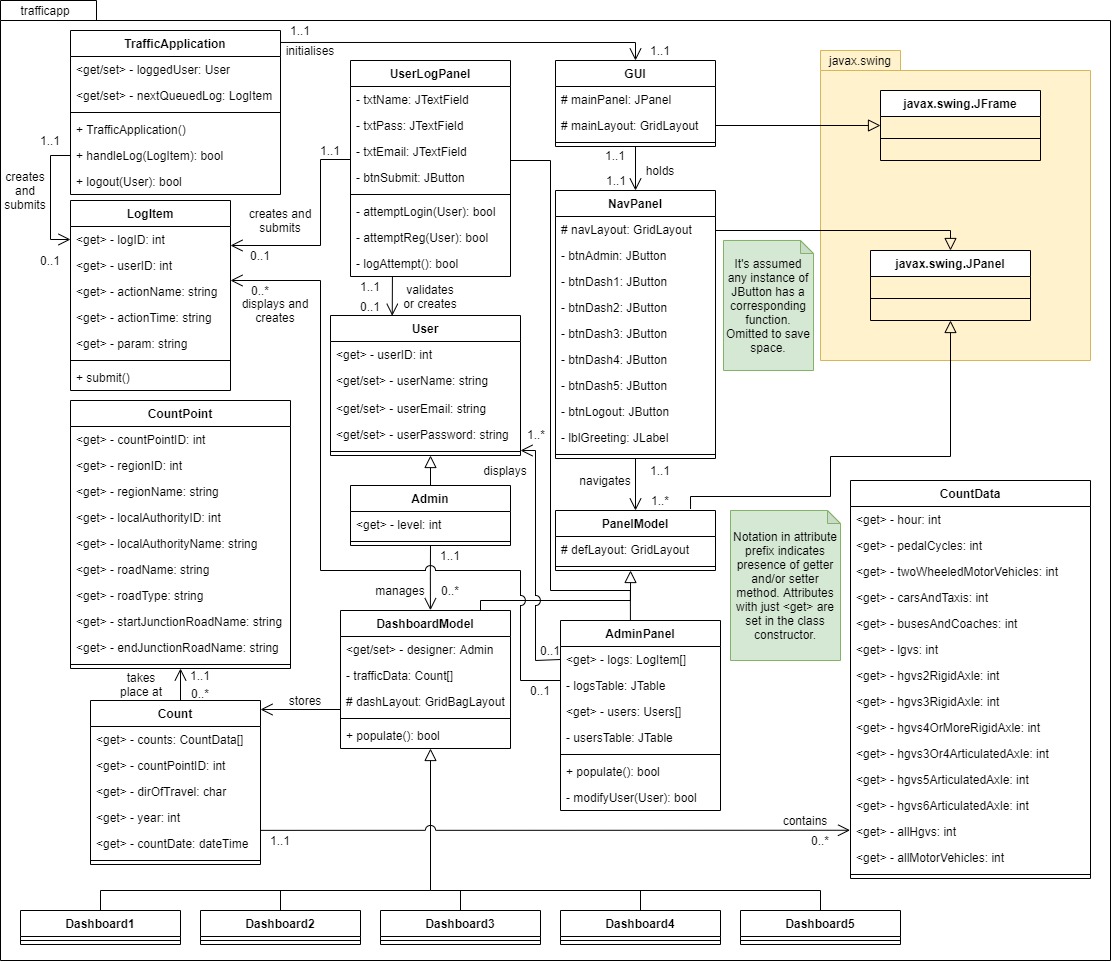 trafficapp
TrafficApplication
<get/set> - loggedUser: User
<get/set> - nextQueuedLog: LogItem
+ TrafficApplication()
+ handleLog(LogItem): bool
+ logout(User): bool
1..1
initialises
1..1
UserLogPanel
- txtName: JTextField
- txtPass: JTextField
- txtEmail: JTextField
- btnSubmit: JButton
- attemptLogin(User): bool
- attemptReg(User): bool
- logAttempt(): bool
GUI
# mainPanel: JPanel
# mainLayout: GridLayout
javax.swing
javax.swing.JFrame
javax.swing.JPanel
1..1
creates
and
submits
0..1
1..1
creates and
submits
0..1
1..1
holds
1..1
LogItem
<get> - logID: int
<get> - userID: int
<get> - actionName: string
<get> - actionTime: string
<get> - param: string
+ submit()
0..*
displays and
creates
1..1
validates
or creates
0..1
NavPanel
# navLayout: GridLayout
- btnAdmin: JButton
- btnDash1: JButton
- btnDash2: JButton
- btnDash3: JButton
- btnDash4: JButton
- btnDash5: JButton
- btnLogout: JButton
- lblGreeting: JLabel
It's assumed
any instance of
JButton has a
corresponding
function.
Omitted to save
space.
User
<get> - userID: int
<get/set> - userName: string
<get/set> - userEmail: string
<get/set> - userPassword: string
1..*
displays
CountPoint
<get> - countPointID: int
<get> - regionID: int
<get> - regionName: string
<get> - localAuthorityID: int
<get> - localAuthorityName: string
<get> - roadName: string
<get> - roadType: string
<get> - startJunctionRoadName: string
<get> - endJunctionRoadName: string
Admin
<get> - level: int
1..1
navigates
1..*
PanelModel
# defLayout: GridLayout
Notation in attribute
prefix indicates
presence of getter
and/or setter
method. Attributes
with just <get> are
set in the class
constructor.
CountData
<get> - hour: int
<get> - pedalCycles: int
<get> - twoWheeledMotorVehicles: int
<get> - carsAndTaxis: int
<get> - busesAndCoaches: int
<get> - lgvs: int
<get> - hgvs2RigidAxle: int
<get> - hgvs3RigidAxle: int
<get> - hgvs4OrMoreRigidAxle: int
<get> - hgvs3Or4ArticulatedAxle: int
<get> - hgvs5ArticulatedAxle: int
<get> - hgvs6ArticulatedAxle: int
<get> - allHgvs: int
<get> - allMotorVehicles: int
1..1
manages
0..*
DashboardModel
<get/set> - designer: Admin
- trafficData: Count[]
# dashLayout: GridBagLayout
+ populate(): bool
0..1
0..1
AdminPanel
<get> - logs: LogItem[]
- logsTable: JTable
<get> - users: Users[]
- usersTable: JTable
+ populate(): bool
- modifyUser(User): bool
takes
place at
1..1
0..*
stores
Count
<get> - counts: CountData[]
<get> - countPointID: int
<get> - dirOfTravel: char
<get> - year: int
<get> - countDate: dateTime
1..1
contains
0..*
Dashboard1
Dashboard2
Dashboard3
Dashboard4
Dashboard5